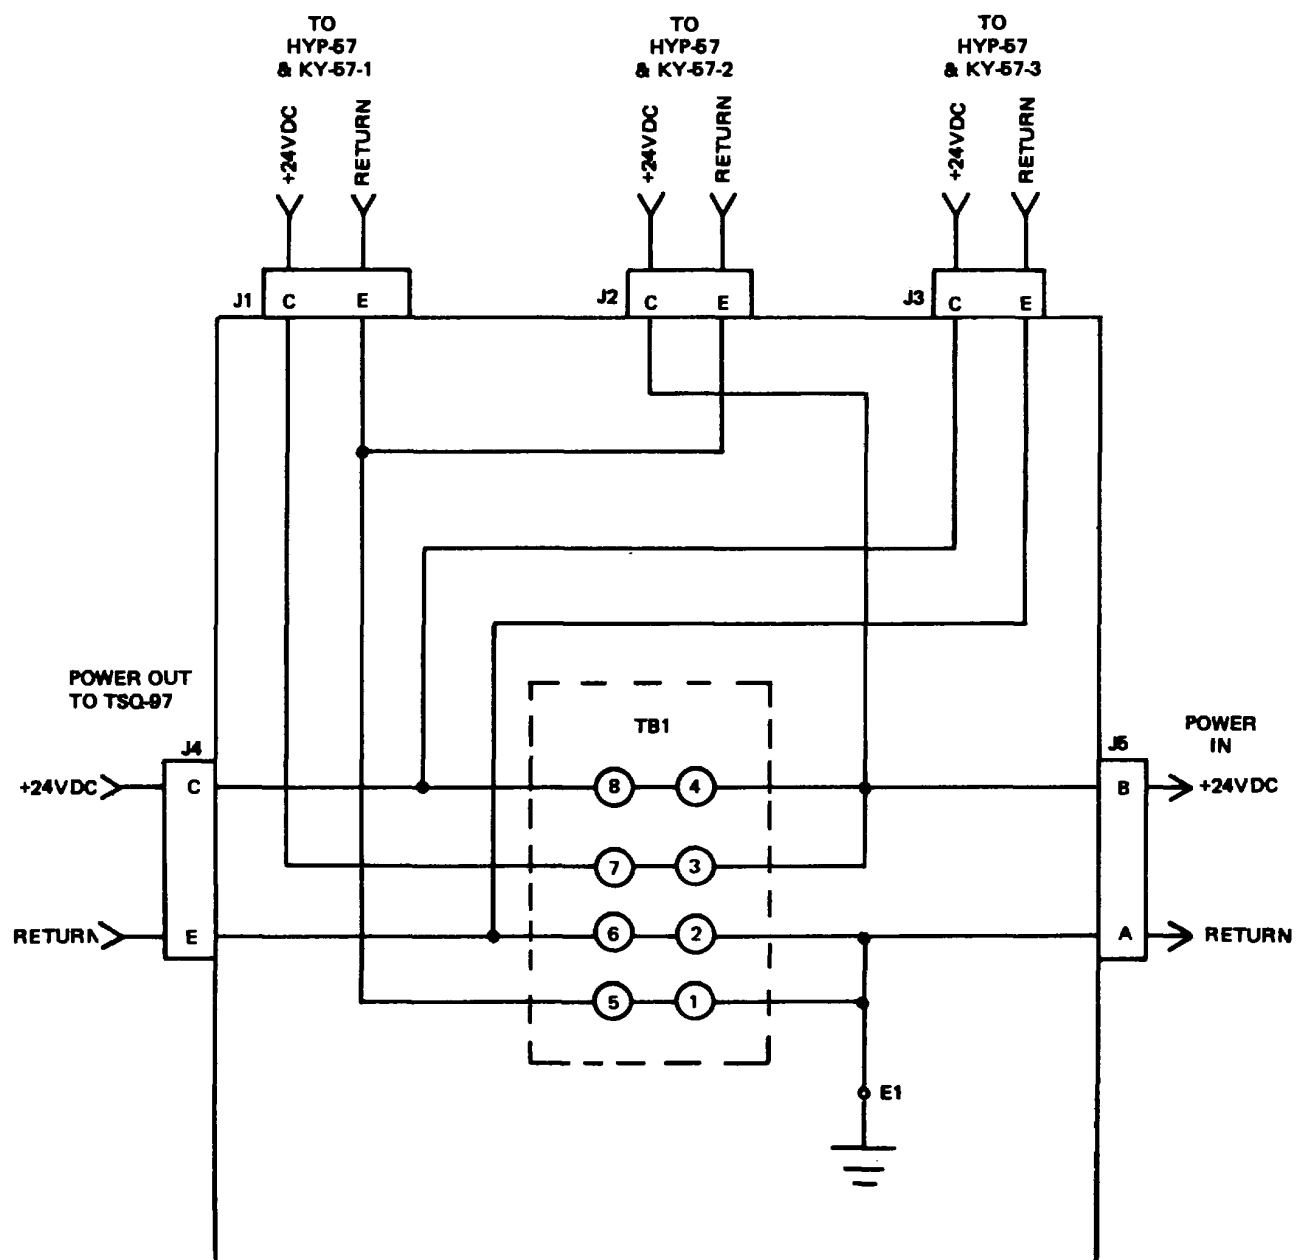 TO
HYP-57
& KY-57-1
TO
HYP-57
& KY-57-2
TO
HYP-57
& KY-57-3
+24VDC
RETURN
+24VDC
RETURN
+24VDC
RETURN
J1 C E
J2 C E
J3 C E
POWER OUT
TO TSQ-97
TB1
POWER
IN
J4
J5
+24VDC C 8 4 B +24VDC
7 3
RETURN E 6 2 A RETURN
5 1
E1